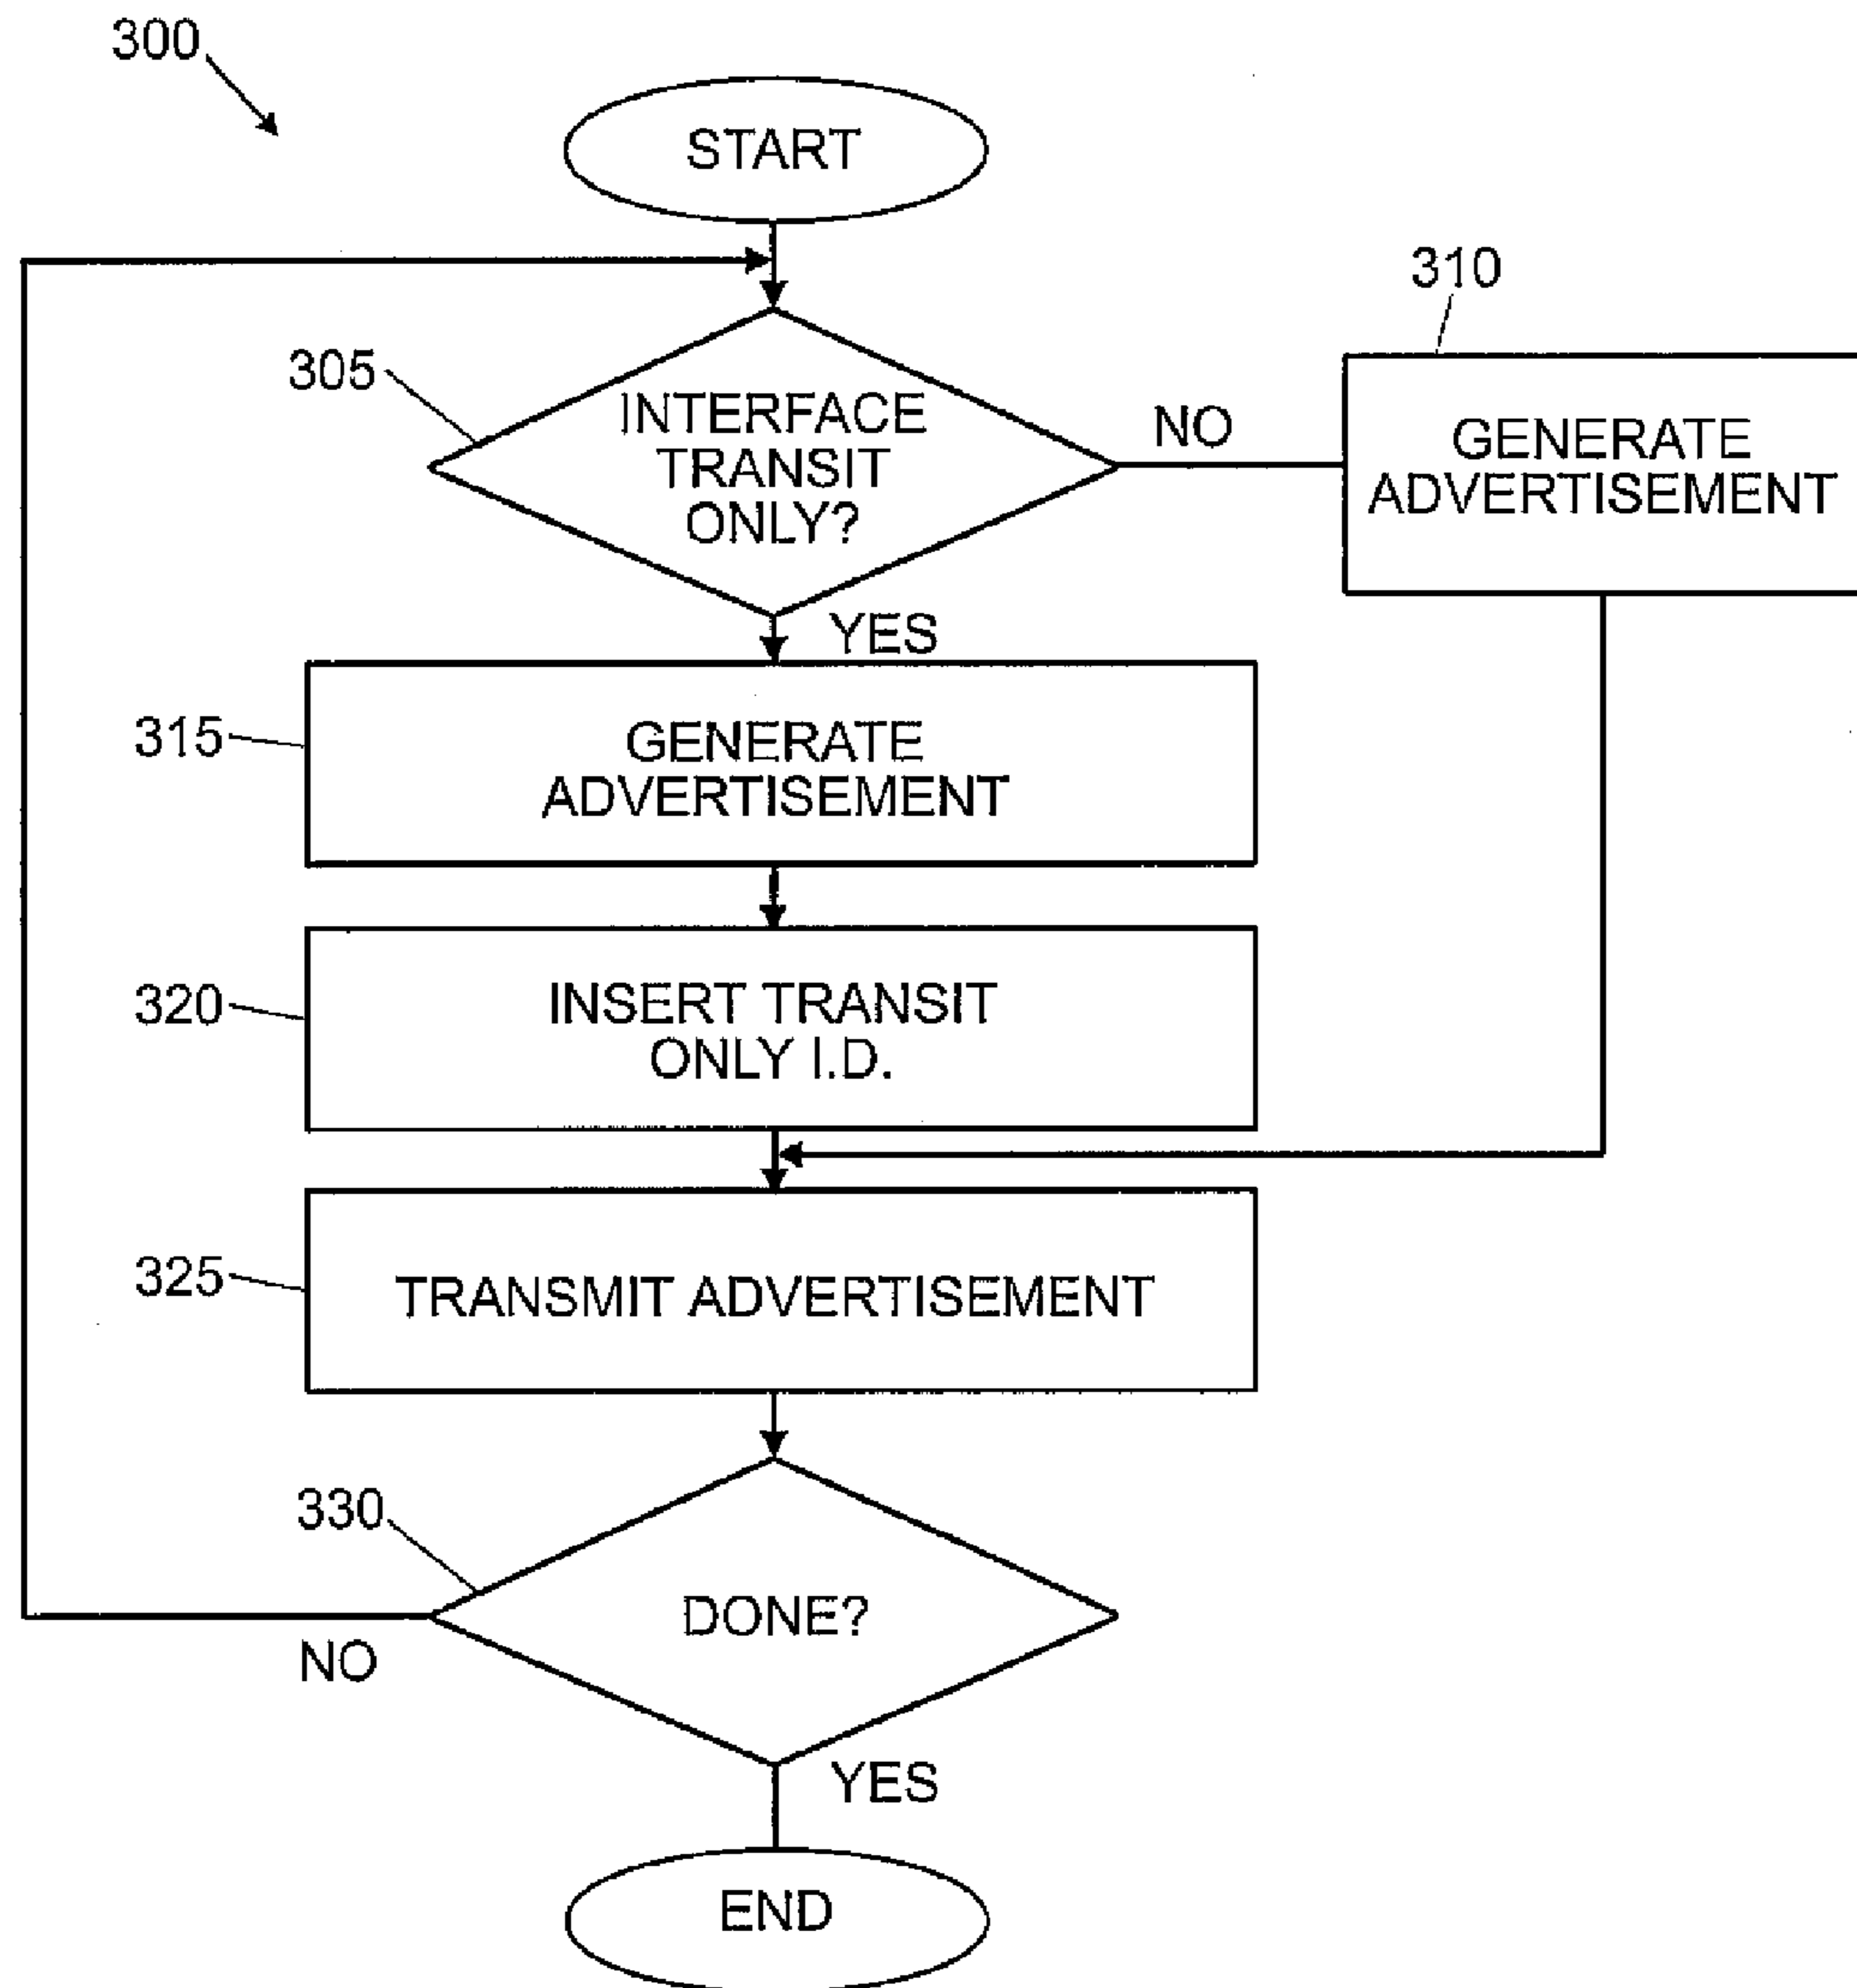 300
START
310
305
INTERFACE
TRANSIT
ONLY?
NO
GENERATE
ADVERTISEMENT
YES
315
GENERATE
ADVERTISEMENT
320
INSERT TRANSIT
ONLY I.D.
325
TRANSMIT ADVERTISEMENT
330
DONE?
NO
YES
END